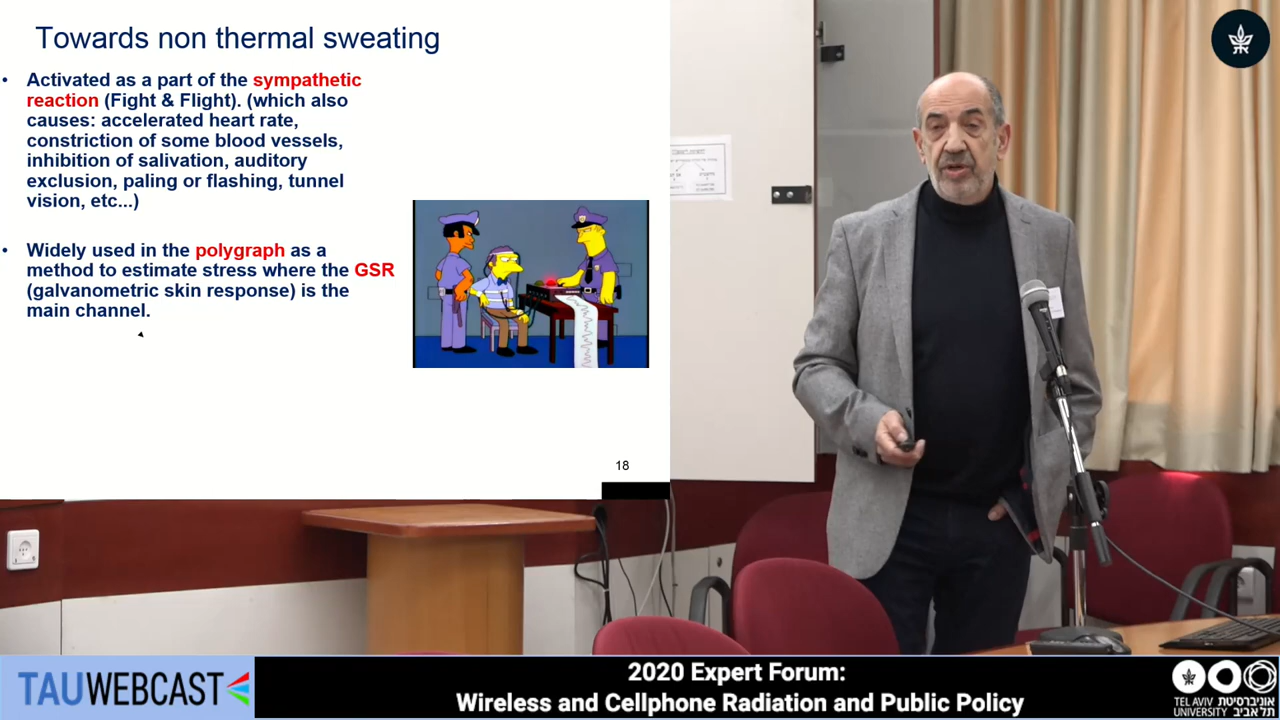 Towards non thermal sweating
• Activated as a part of the sympathetic
reaction (Fight & Flight). (which also
causes: accelerated heart rate,
constriction of some blood vessels,
inhibition of salivation, auditory
exclusion, paling or flashing, tunnel
vision, etc...)
• Widely used in the polygraph as a
method to estimate stress where the GSR
(galvanometric skin response) is the
main channel.
18
TAUWEBCAST
2020 Expert Forum:
Wireless and Cellphone Radiation and Public Policy
TEL AVIV אוניברסיטת
UNIVERSITY תל אביב